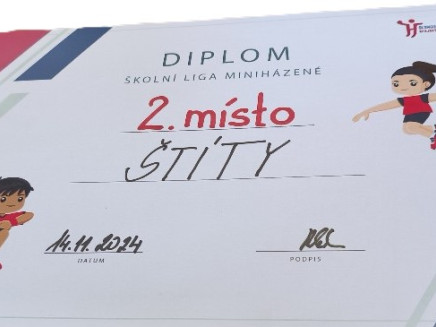 DIPLOM
ŠKOLNÍ LIGA MINIHÁZENÉ
2. místo
ŠTÍTY
14.11.2024
DATUM
PODPIS